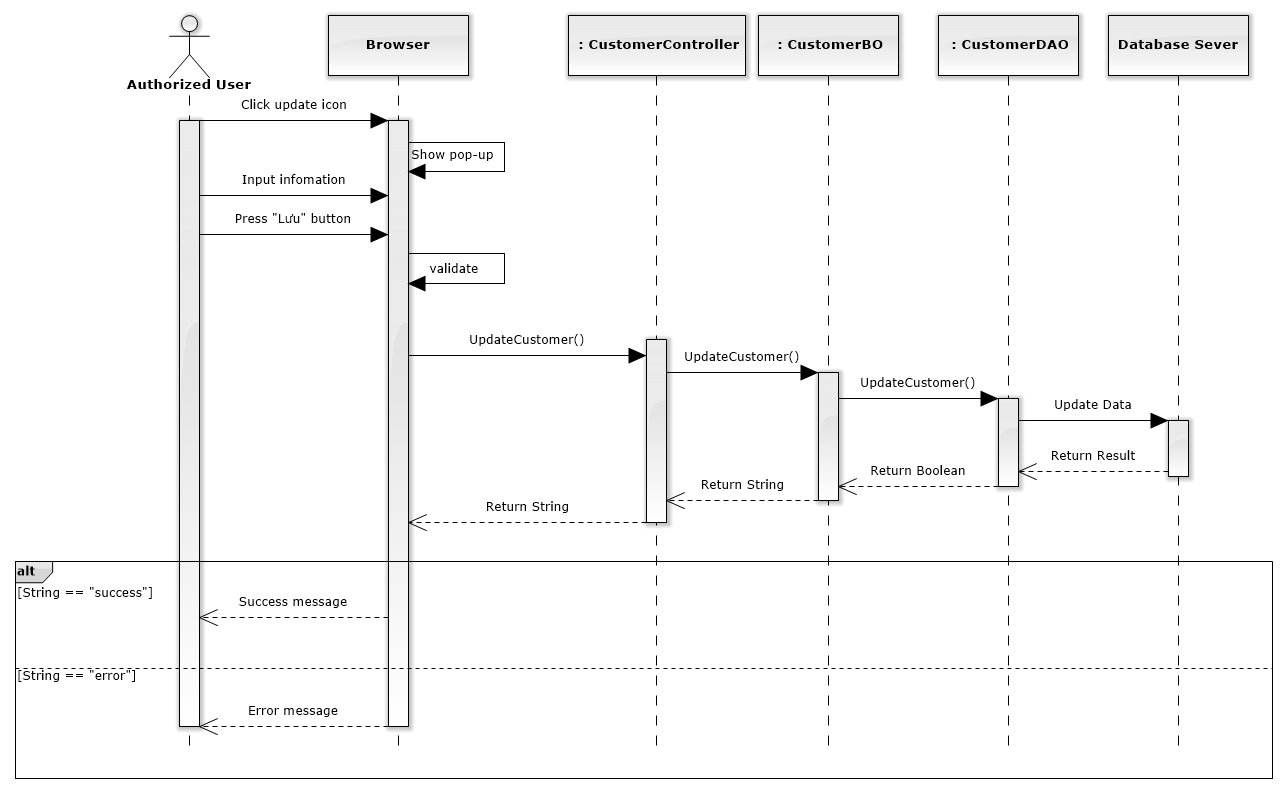 Authorized User
Browser
: CustomerController
: CustomerBO
: CustomerDAO
Database Sever
Click update icon
Show pop-up
Input infomation
Press "Lưu" button
validate
UpdateCustomer()
UpdateCustomer()
UpdateCustomer()
Update Data
Return Result
Return Boolean
Return String
Return String
alt
[String == "success"]
Success message
[String == "error"]
Error message